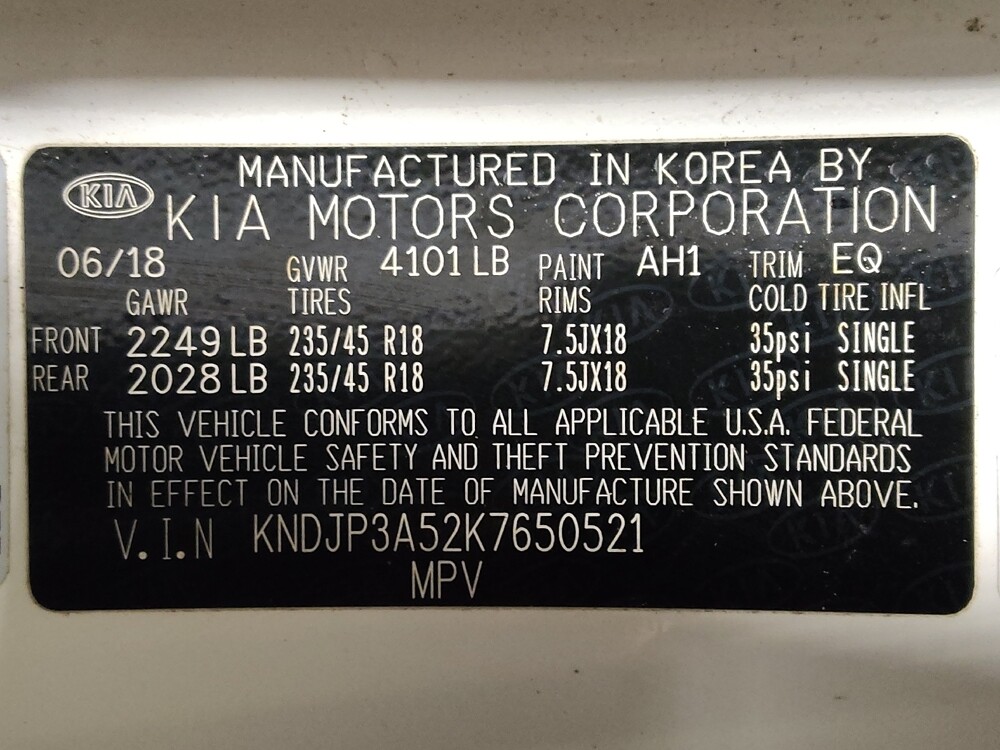 MANUFACTURED IN KOREA BY
KIA KIA MOTORS CORPORATION
06/18 GVWR 4101 LB PAINT AH1 TRIM EQ
GAWR TIRES RIMS COLD TIRE INFL
FRONT 2249 LB 235/45 R18 7.5JX18 35psi SINGLE
REAR 2028 LB 235/45 R18 7.5JX18 35psi SINGLE
THIS VEHICLE CONFORMS TO ALL APPLICABLE U.S.A. FEDERAL
MOTOR VEHICLE SAFETY AND THEFT PREVENTION STANDARDS
IN EFFECT ON THE DATE OF MANUFACTURE SHOWN ABOVE.
V.I.N KNDJP3A52K7650521
MPV